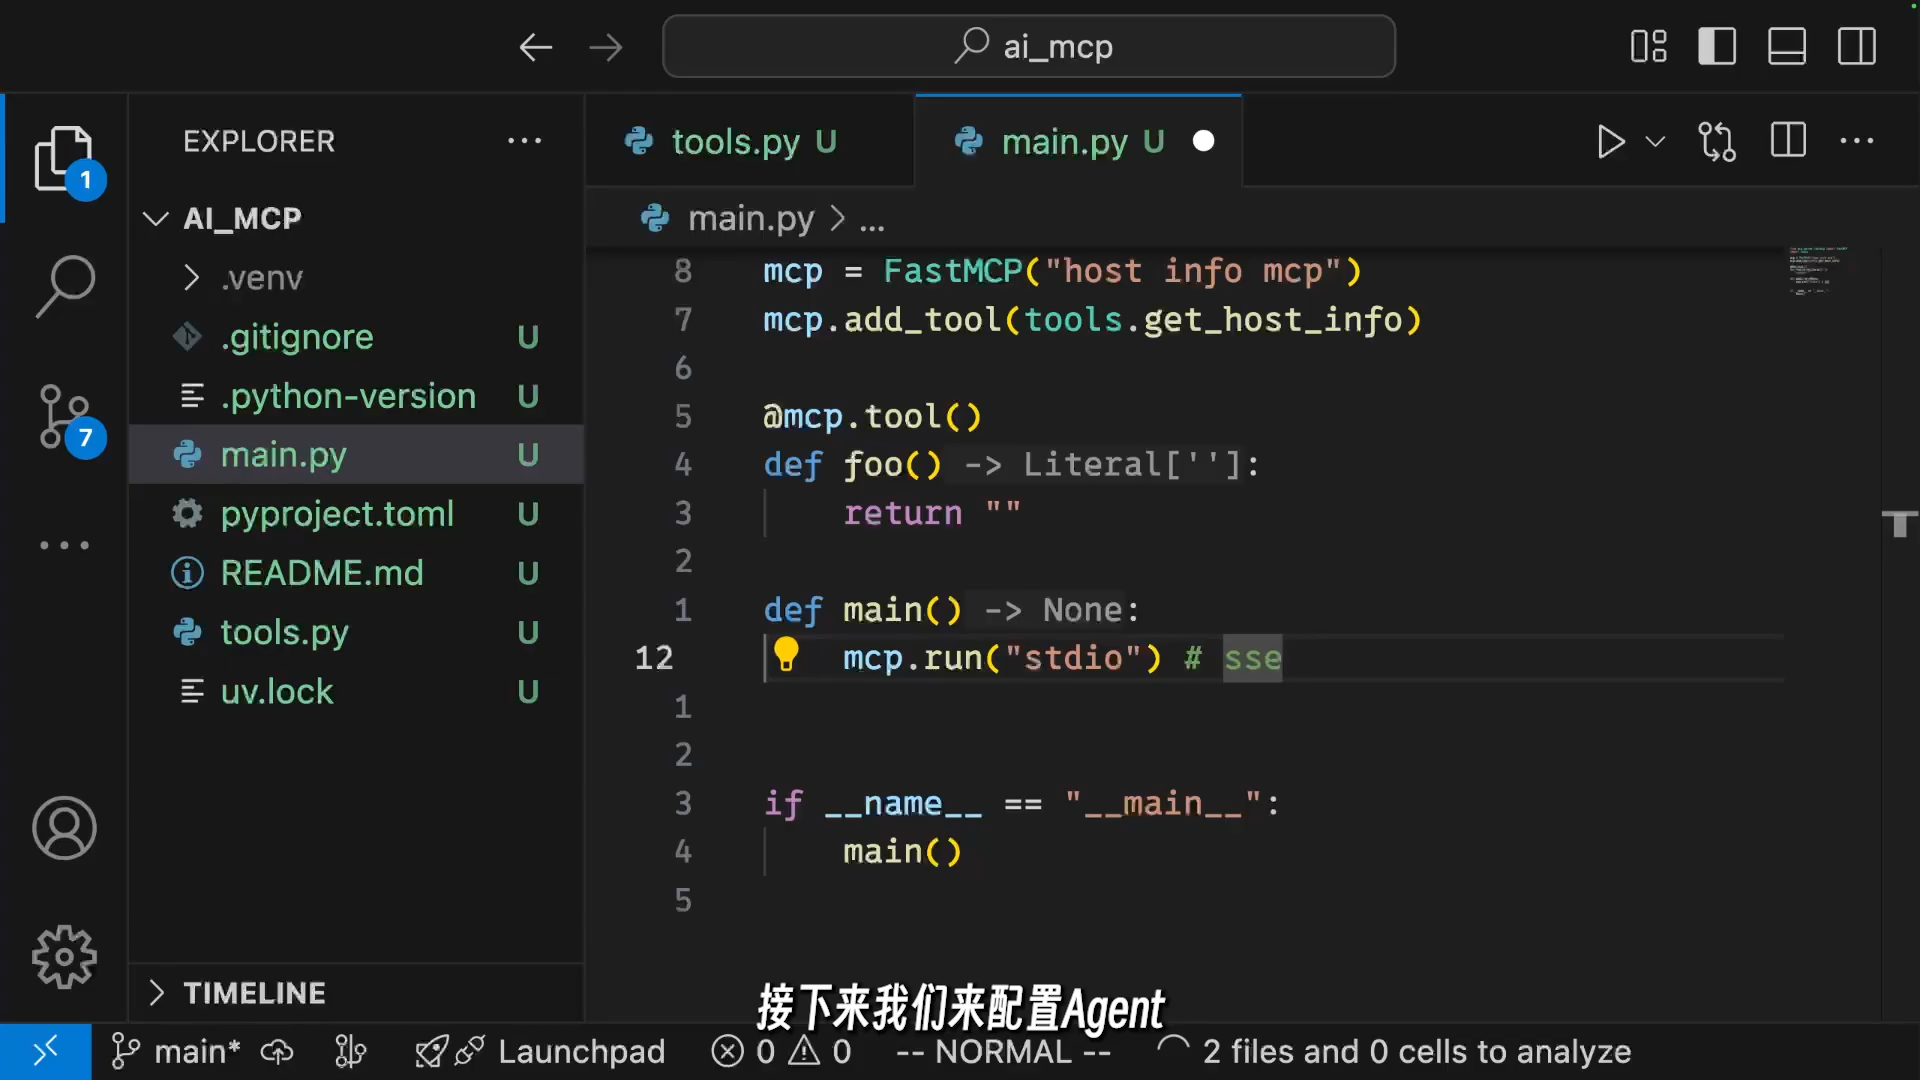 ai_mcp
EXPLORER
1
AI_MCP
.venv
.gitignore U
.python-version U
main.py U
pyproject.toml U
README.md U
tools.py U
uv.lock U
7
TIMELINE
tools.py U
main.py U
main.py > ...
8 mcp = FastMCP("host info mcp")
7 mcp.add_tool(tools.get_host_info)
6
5 @mcp.tool()
4 def foo() -> Literal['']:
3 return ""
2
1 def main() -> None:
12 mcp.run("stdio") # sse
1
2
3 if __name__ == "__main__":
4 main()
5
接下来我们来配置Agent
main* Launchpad 0 0 -- NORMAL -- 2 files and 0 cells to analyze